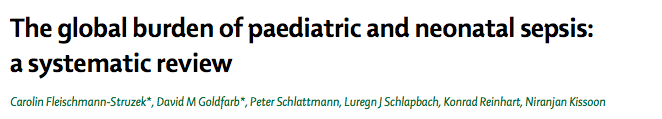 The global burden of paediatric and neonatal sepsis:
a systematic review
Carolin Fleischmann-Struzek*, David M Goldfarb*, Peter Schlattmann, Luregn J Schlapbach, Konrad Reinhart, Niranjan Kissoon